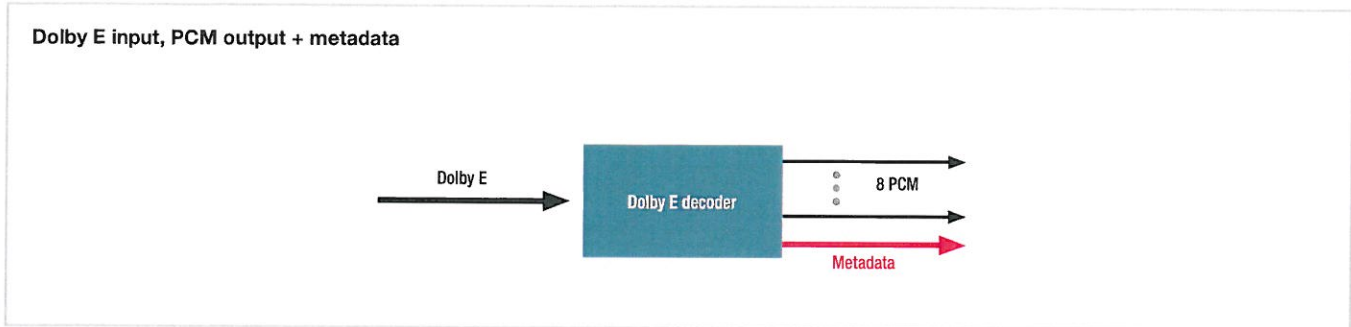 Dolby E input, PCM output + metadata
Dolby E
Dolby E decoder
8 PCM
Metadata